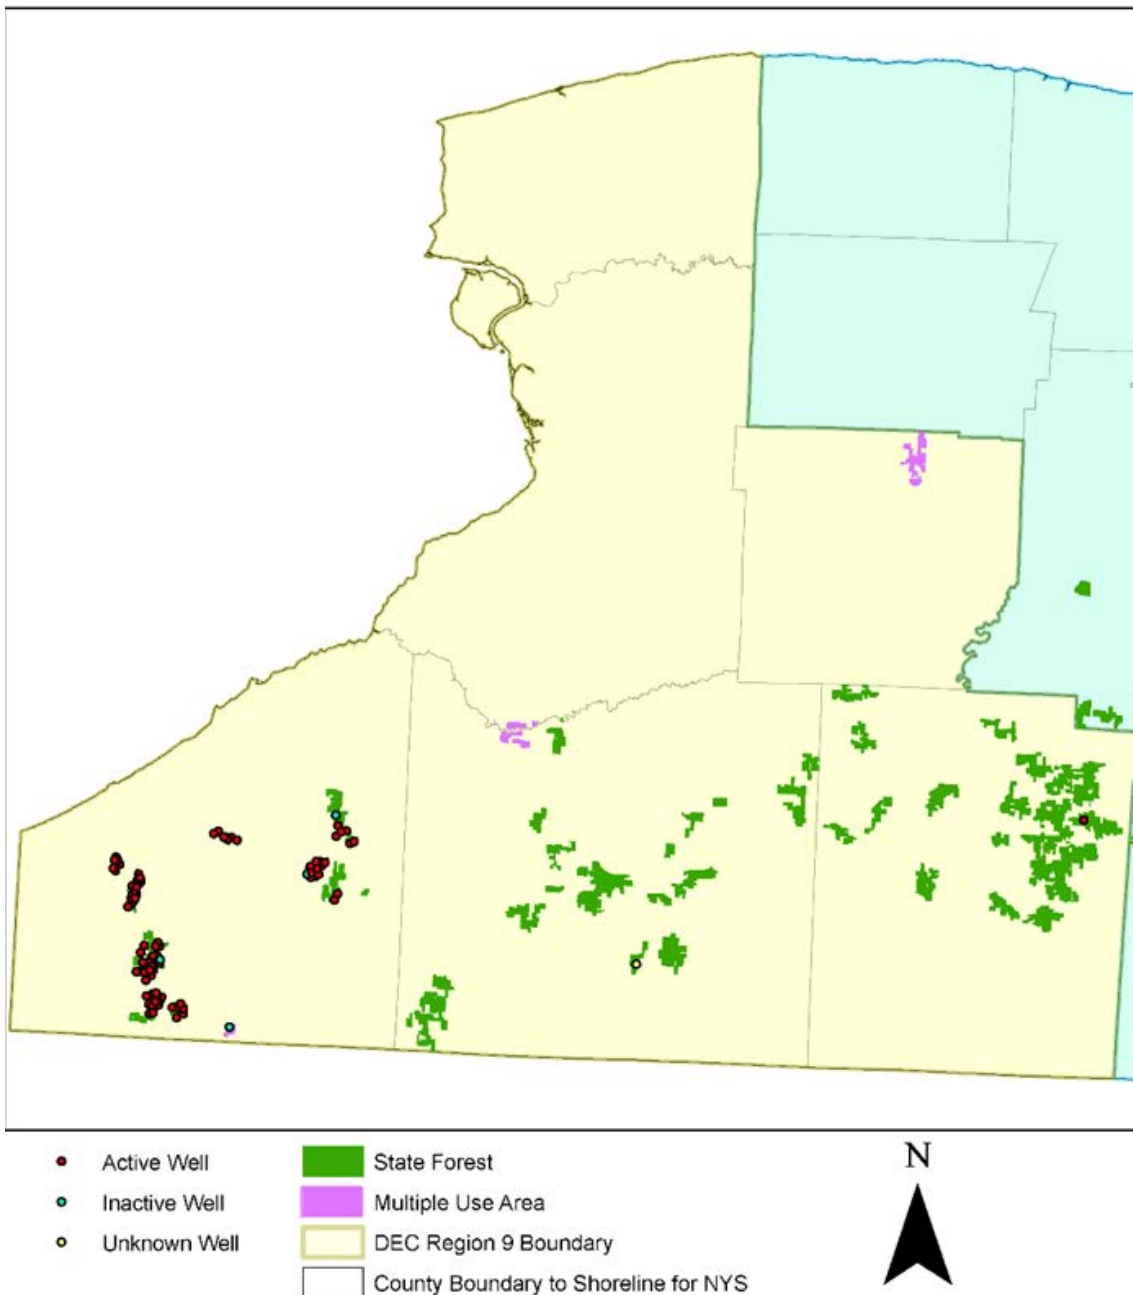 Active Well
Inactive Well
Unknown Well
State Forest
Multiple Use Area
DEC Region 9 Boundary
County Boundary to Shoreline for NYS
N